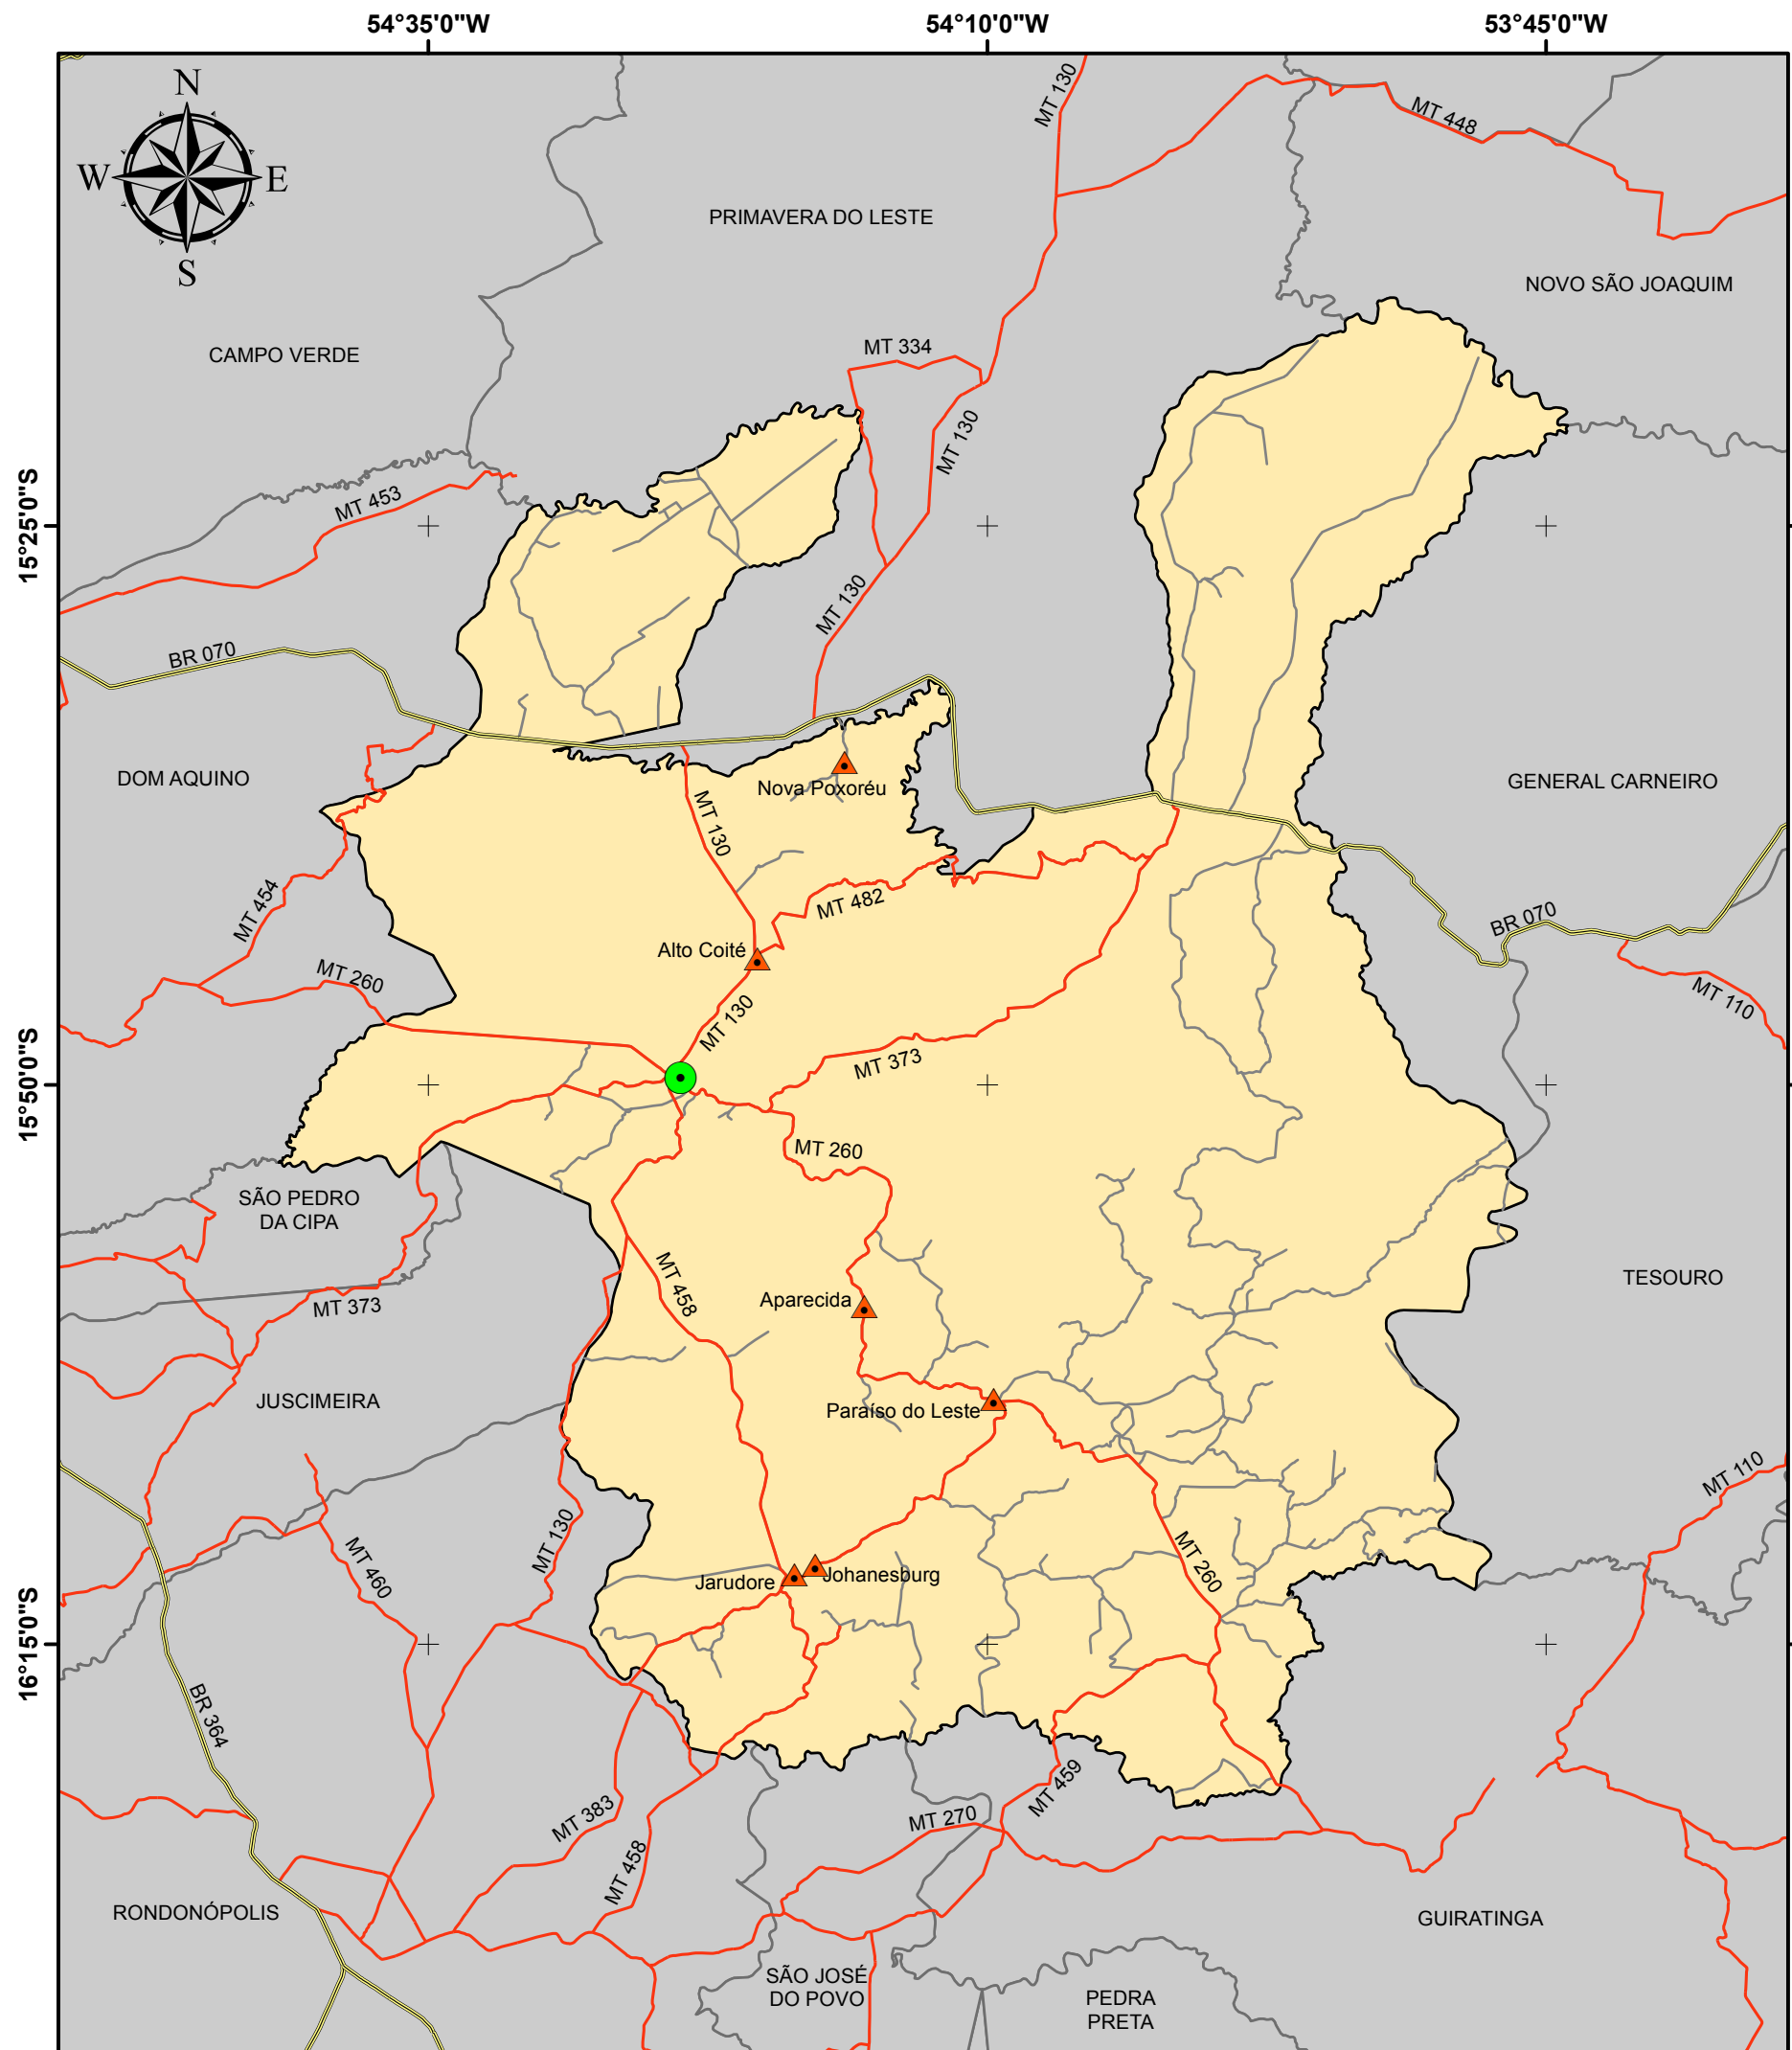 54°35'0"W
54°10'0"W
53°45'0"W
N
W
E
S
MT 130
MT 448
PRIMAVERA DO LESTE
NOVO SÃO JOAQUIM
CAMPO VERDE
MT 334
MT 130
15°25'0"S
MT 453
MT 130
BR 070
DOM AQUINO
Nova Poxoréu
GENERAL CARNEIRO
MT 130
MT 454
MT 482
BR 070
Alto Coité
MT 260
MT 110
MT 130
15°50'0"S
MT 373
MT 260
SÃO PEDRO
DA CIPA
MT 458
TESOURO
Aparecida
MT 373
JUSCIMEIRA
Paraíso do Leste
MT 110
MT 130
MT 460
MT 260
Jarudore
Johanesburg
16°15'0"S
BR 364
MT 459
MT 383
MT 270
MT 458
RONDONÓPOLIS
GUIRATINGA
SÃO JOSÉ
DO POVO
PEDRA
PRETA